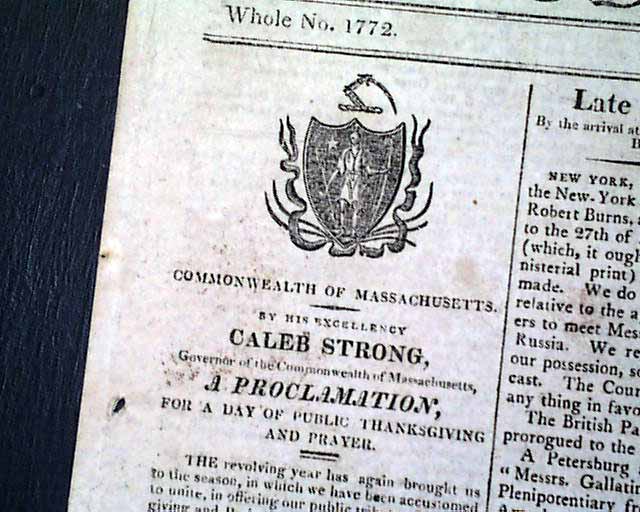 Whole No. 1772.
COMMONWEALTH OF MASSACHUSETTS.
BY HIS EXCELLENCY
CALEB STRONG,
Governor of the Commonwealth of Massachusetts,
A PROCLAMATION,
FOR A DAY OF PUBLIC THANKSGIVING
AND PRAYER.
THE revolving year has again brought us
to the season, in which we have been accustomed
to unite, in offering our public
giving and
Late
By the arrival at
NEW YORK,
the New-York
Robert Burns,
to the 27th of
(which, it ough
nisterial print)
made. We do
relative to the a
ers to meet Mes
Russia. We re
our possession, so
cast. The Cour
any thing in favo
The British Pa
prorogued to the
A Petersburg
"Messrs. Gallatin
Plenipotentiary fr